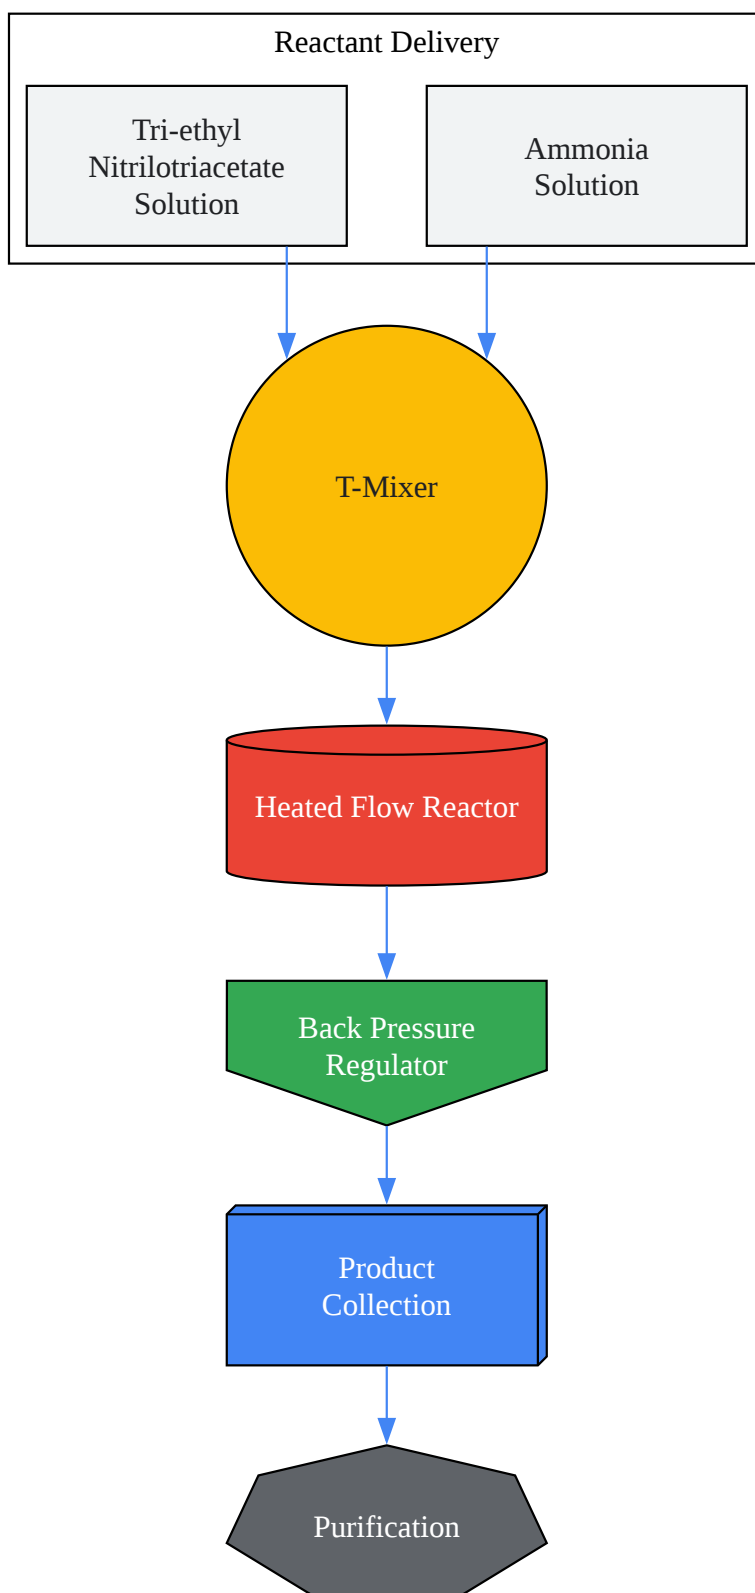 Reactant Delivery
Tri-ethyl
Nitrilotriacetate
Solution
Ammonia
Solution
T-Mixer
Heated Flow Reactor
Back Pressure
Regulator
Product
Collection
Purification